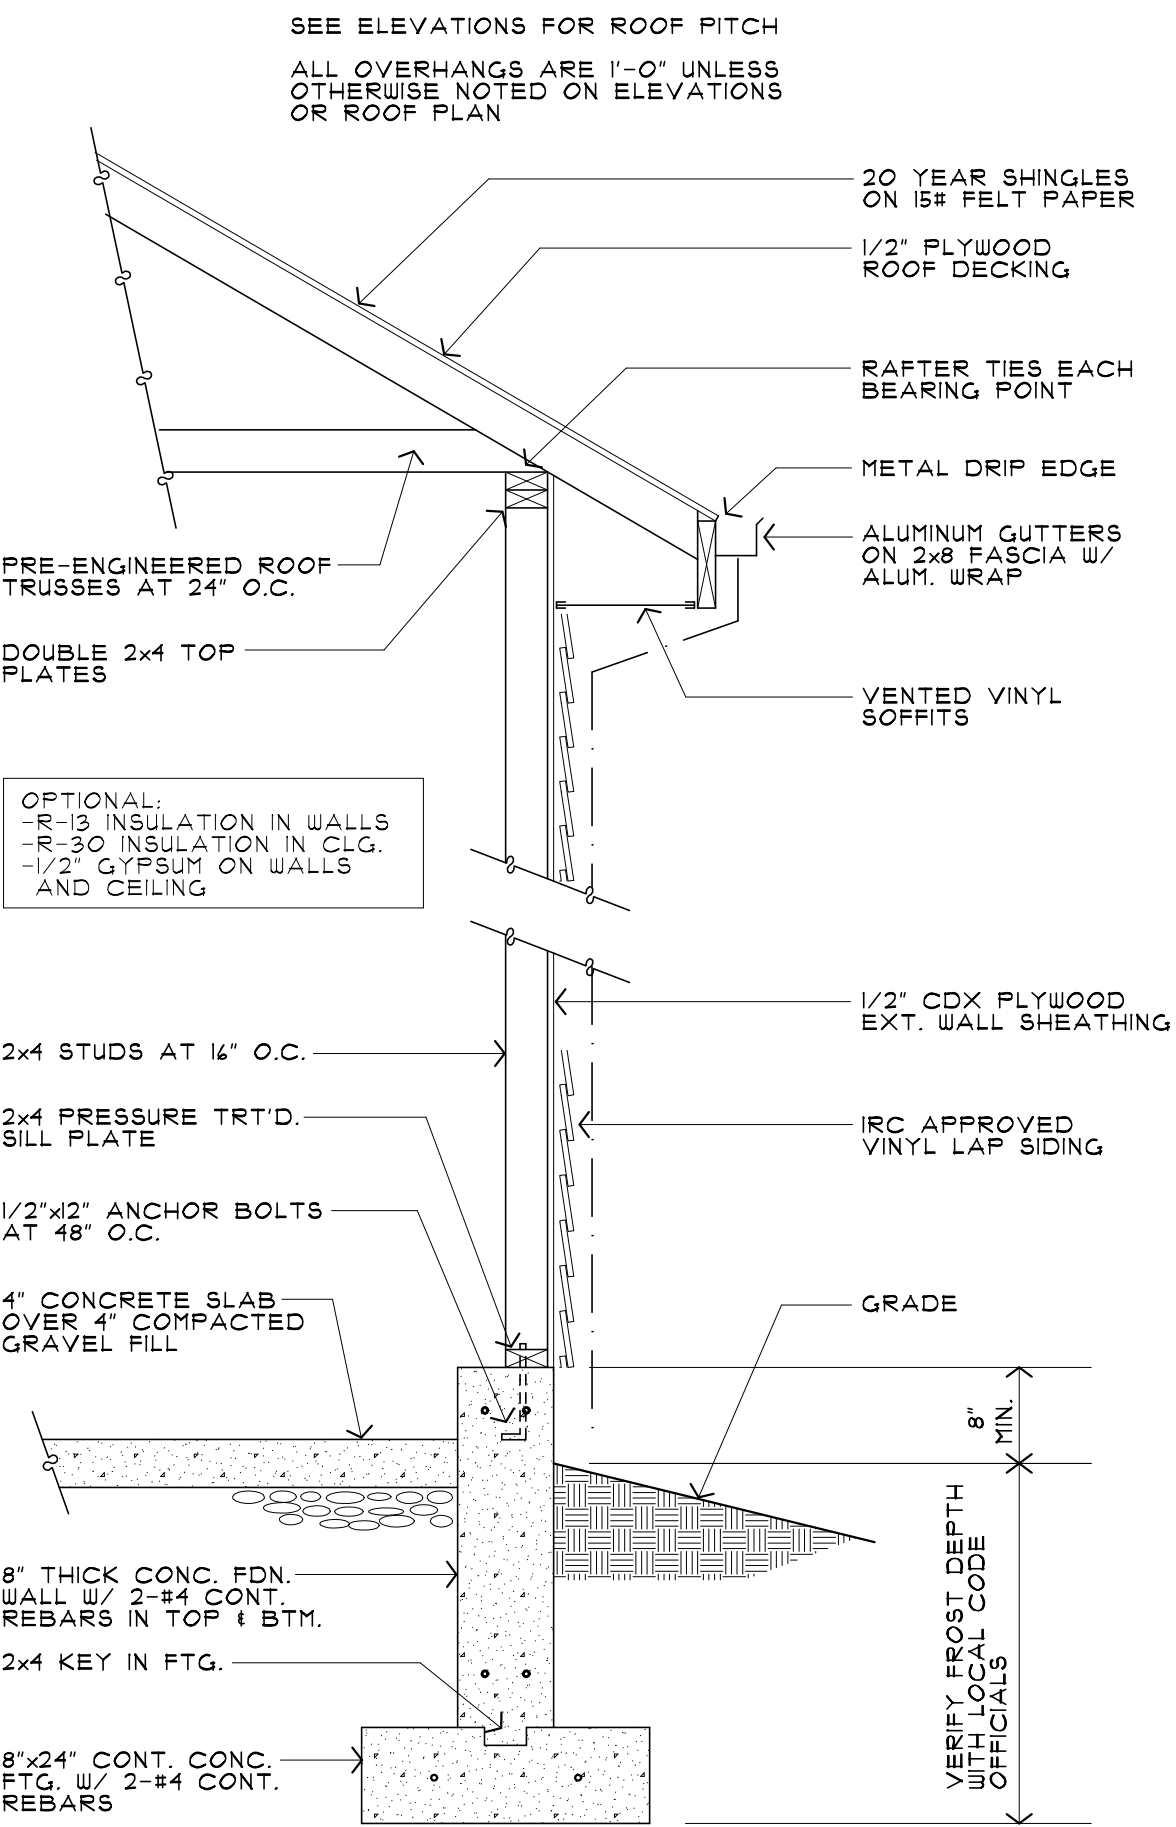 SEE ELEVATIONS FOR ROOF PITCH
ALL OVERHANGS ARE 1'-0" UNLESS
OTHERWISE NOTED ON ELEVATIONS
OR ROOF PLAN
20 YEAR SHINGLES
ON 15# FELT PAPER
1/2" PLYWOOD
ROOF DECKING
RAFTER TIES EACH
BEARING POINT
METAL DRIP EDGE
ALUMINUM GUTTERS
ON 2x8 FASCIA W/
ALUM. WRAP
PRE-ENGINEERED ROOF
TRUSSES AT 24" O.C.
DOUBLE 2x4 TOP
PLATES
VENTED VINYL
SOFFITS
OPTIONAL:
-R-13 INSULATION IN WALLS
-R-30 INSULATION IN CLG.
-1/2" GYPSUM ON WALLS
AND CEILING
1/2" CDX PLYWOOD
EXT. WALL SHEATHING
2x4 STUDS AT 16" O.C.
2x4 PRESSURE TRT'D.
SILL PLATE
IRC APPROVED
VINYL LAP SIDING
1/2"x12" ANCHOR BOLTS
AT 48" O.C.
4" CONCRETE SLAB
OVER 4" COMPACTED
GRAVEL FILL
GRADE
8"
MIN.
8" THICK CONC. FDN.
WALL W/ 2-#4 CONT.
REBARS IN TOP & BTM.
2x4 KEY IN FTG.
8"x24" CONT. CONC.
FTG. W/ 2-#4 CONT.
REBARS
VERIFY FROST DEPTH
WITH LOCAL CODE
OFFICIALS